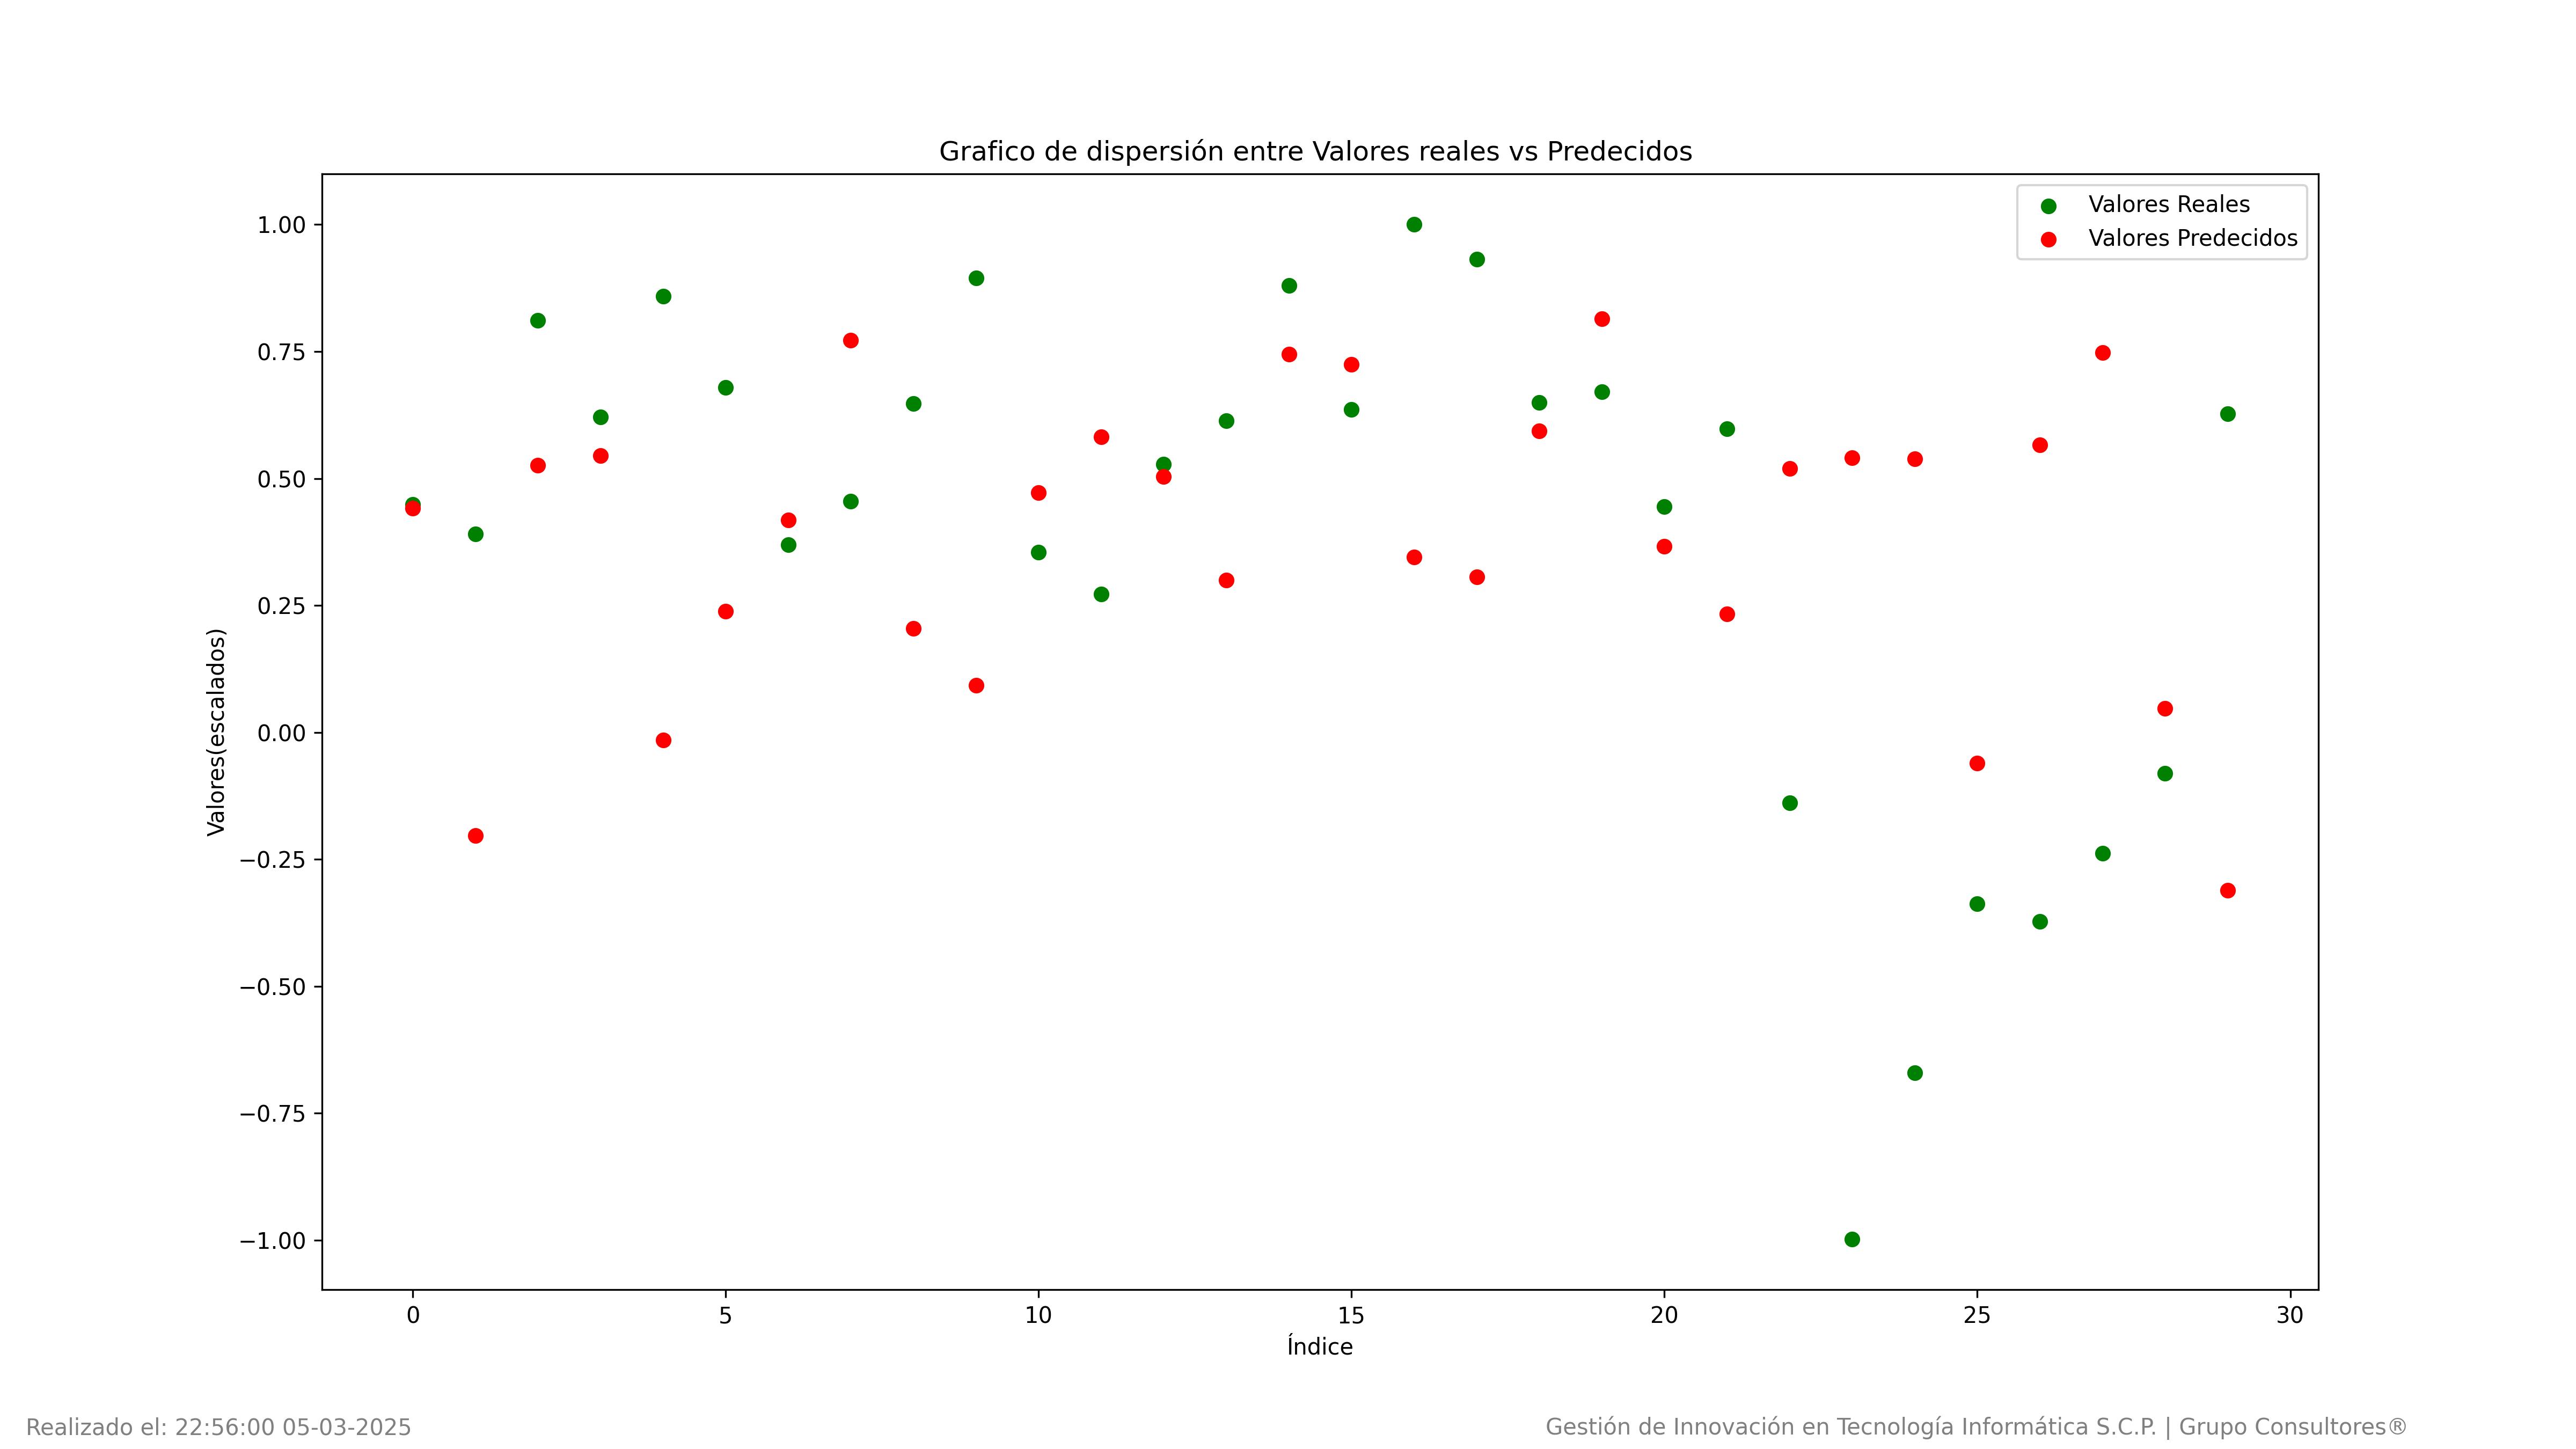 Grafico de dispersión entre Valores reales vs Predecidos
Valores Reales
Valores Predecidos
1.00
0.75
0.50
0.25
0.00
−0.25
−0.50
−0.75
−1.00
Valores(escalados)
0 5 10 15 20 25 30
Índice
Realizado el: 22:56:00 05-03-2025
Gestión de Innovación en Tecnología Informática S.C.P. | Grupo Consultores®